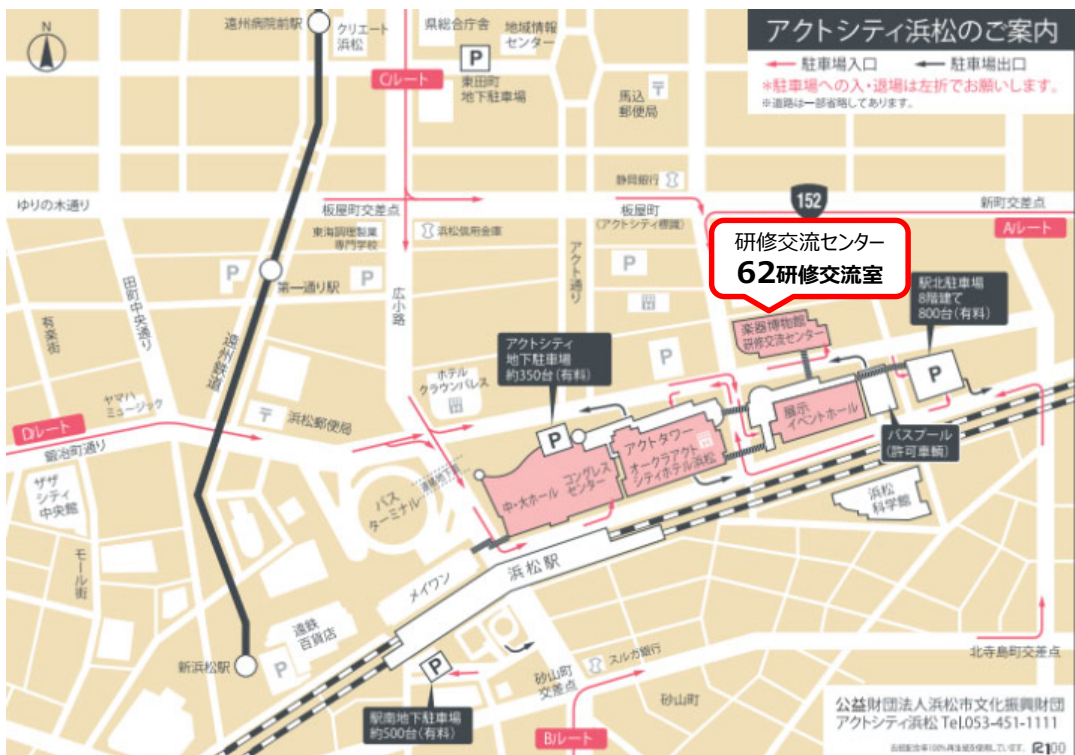 N
遠州病院前駅
クリエート
浜松
県総合庁舎
地域情報
センター
P
東田町
地下駐車場
馬込
郵便局
Cルート
アクトシティ浜松のご案内
駐車場入口
駐車場出口
*駐車場への入・退場は左折でお願いします。
※道路は一部省略してあります。
静岡銀行
152
ゆりの木通り
板屋町交差点
板屋町
(アクトシティ標識)
新町交差点
Aルート
東海調理製菓
専門学校
浜松信用金庫
研修交流センター
62研修交流室
P
第一通り駅
P
アクト通り
P
広小路
田町中央通り
有楽街
遠州鉄道
駅北駐車場
8階建て
800台(有料)
楽器博物館
研修交流センター
アクトシティ
地下駐車場
約350台(有料)
P
P
ホテル
クラウンパレス
ヤマハ
ミュージック
浜松郵便局
Dルート
鍛冶町通り
展示
イベントホール
P
アクトタワー
オークラアクト
シティホテル浜松
バスプール
(許可車輌)
コングレス
センター
中・大ホール
ザザ
シティ
中央館
バス
ターミナル
浜松
科学館
モール街
浜松駅
メイワン
遠鉄
百貨店
新浜松駅
P
P
砂山町
交差点
スルガ銀行
北寺島町交差点
砂山町
駅南地下駐車場
約500台(有料)
Bルート
公益財団法人浜松市文化振興財団
アクトシティ浜松 Tel.053-451-1111
R100